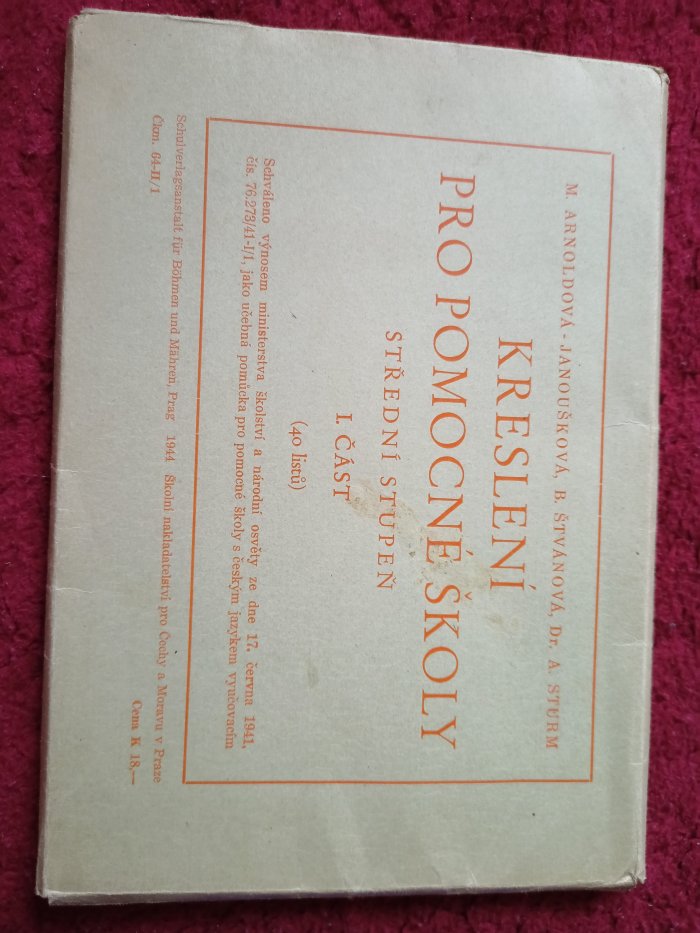 M. ARNOLDOVÁ-JANOUŠKOVÁ, B. ŠTVÁNOVÁ, Dr. A. STURM
KRESLENÍ
PRO POMOCNÉ ŠKOLY
STŘEDNÍ STUPEŇ
I. ČÁST
(40 listů)
Schváleno výnosem ministerstva školství a národní osvěty ze dne 17. června 1941,
čís. 76.273/41-I/1, jako učebná pomůcka pro pomocné školy s českým jazykem vyučovacím
Schulverlagsanstalt für Böhmen und Mähren, Prag 1944 Školní nakladatelství pro Čechy a Moravu v Praze
Ckm. 64-II/1 Cena K 18,—